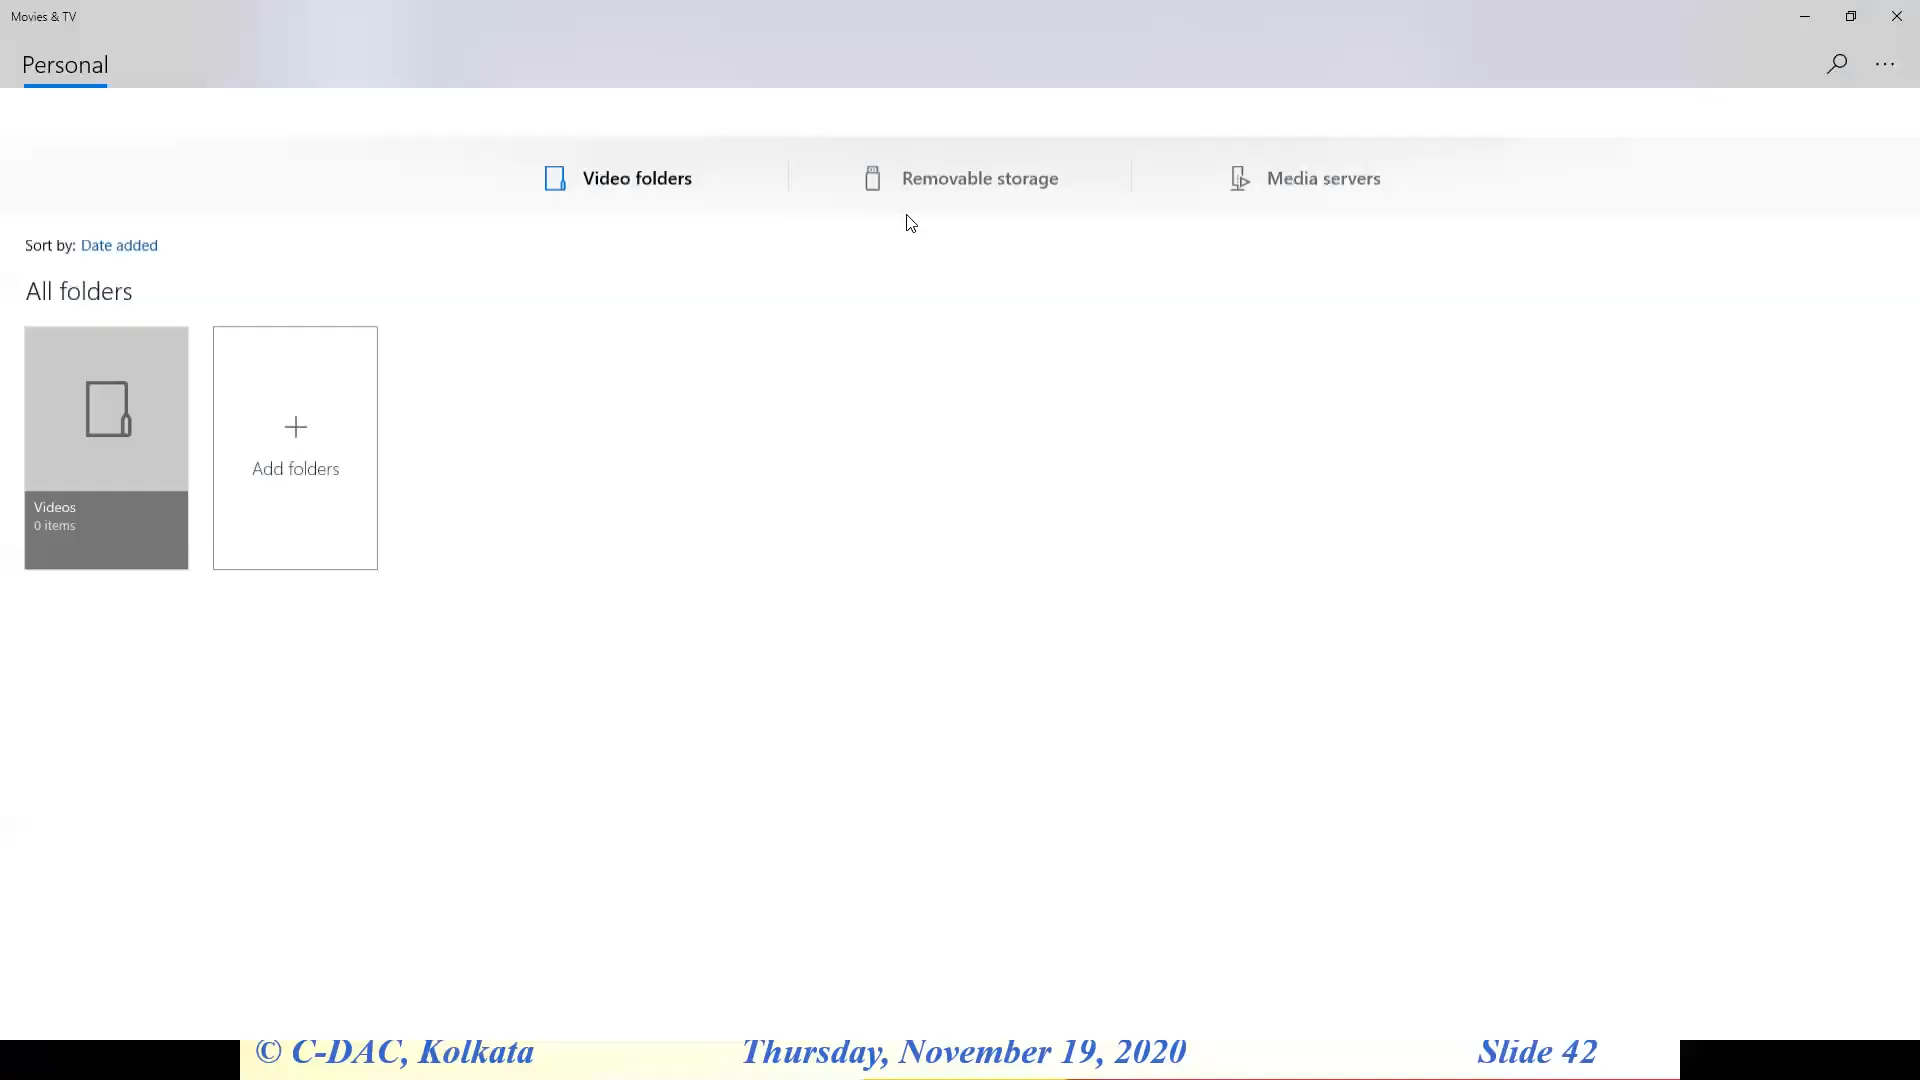 Movies & TV
Personal
Video folders
Removable storage
Media servers
Sort by: Date added
All folders
Videos
0 items
Add folders
© C-DAC, Kolkata
Thursday, November 19, 2020
Slide 42